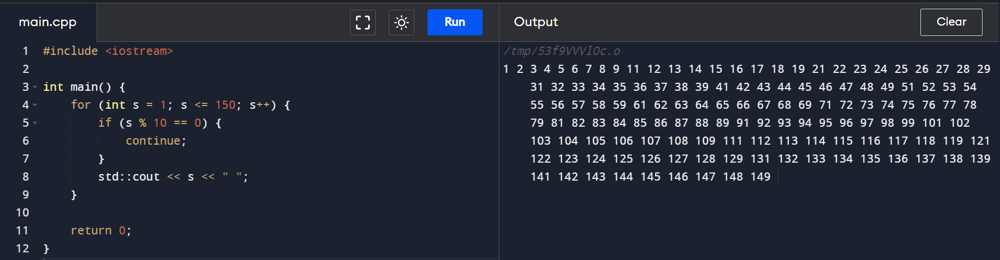 main.cpp
Run
Output
Clear
1 #include <iostream>
2
3 int main() {
4     for (int s = 1; s <= 150; s++) {
5         if (s % 10 == 0) {
6             continue;
7         }
8         std::cout << s << " ";
9     }
10
11     return 0;
12 }
/tmp/53f9VVVlOc.o
1 2 3 4 5 6 7 8 9 11 12 13 14 15 16 17 18 19 21 22 23 24 25 26 27 28 29
31 32 33 34 35 36 37 38 39 41 42 43 44 45 46 47 48 49 51 52 53 54
55 56 57 58 59 61 62 63 64 65 66 67 68 69 71 72 73 74 75 76 77 78
79 81 82 83 84 85 86 87 88 89 91 92 93 94 95 96 97 98 99 101 102
103 104 105 106 107 108 109 111 112 113 114 115 116 117 118 119 121
122 123 124 125 126 127 128 129 131 132 133 134 135 136 137 138 139
141 142 143 144 145 146 147 148 149